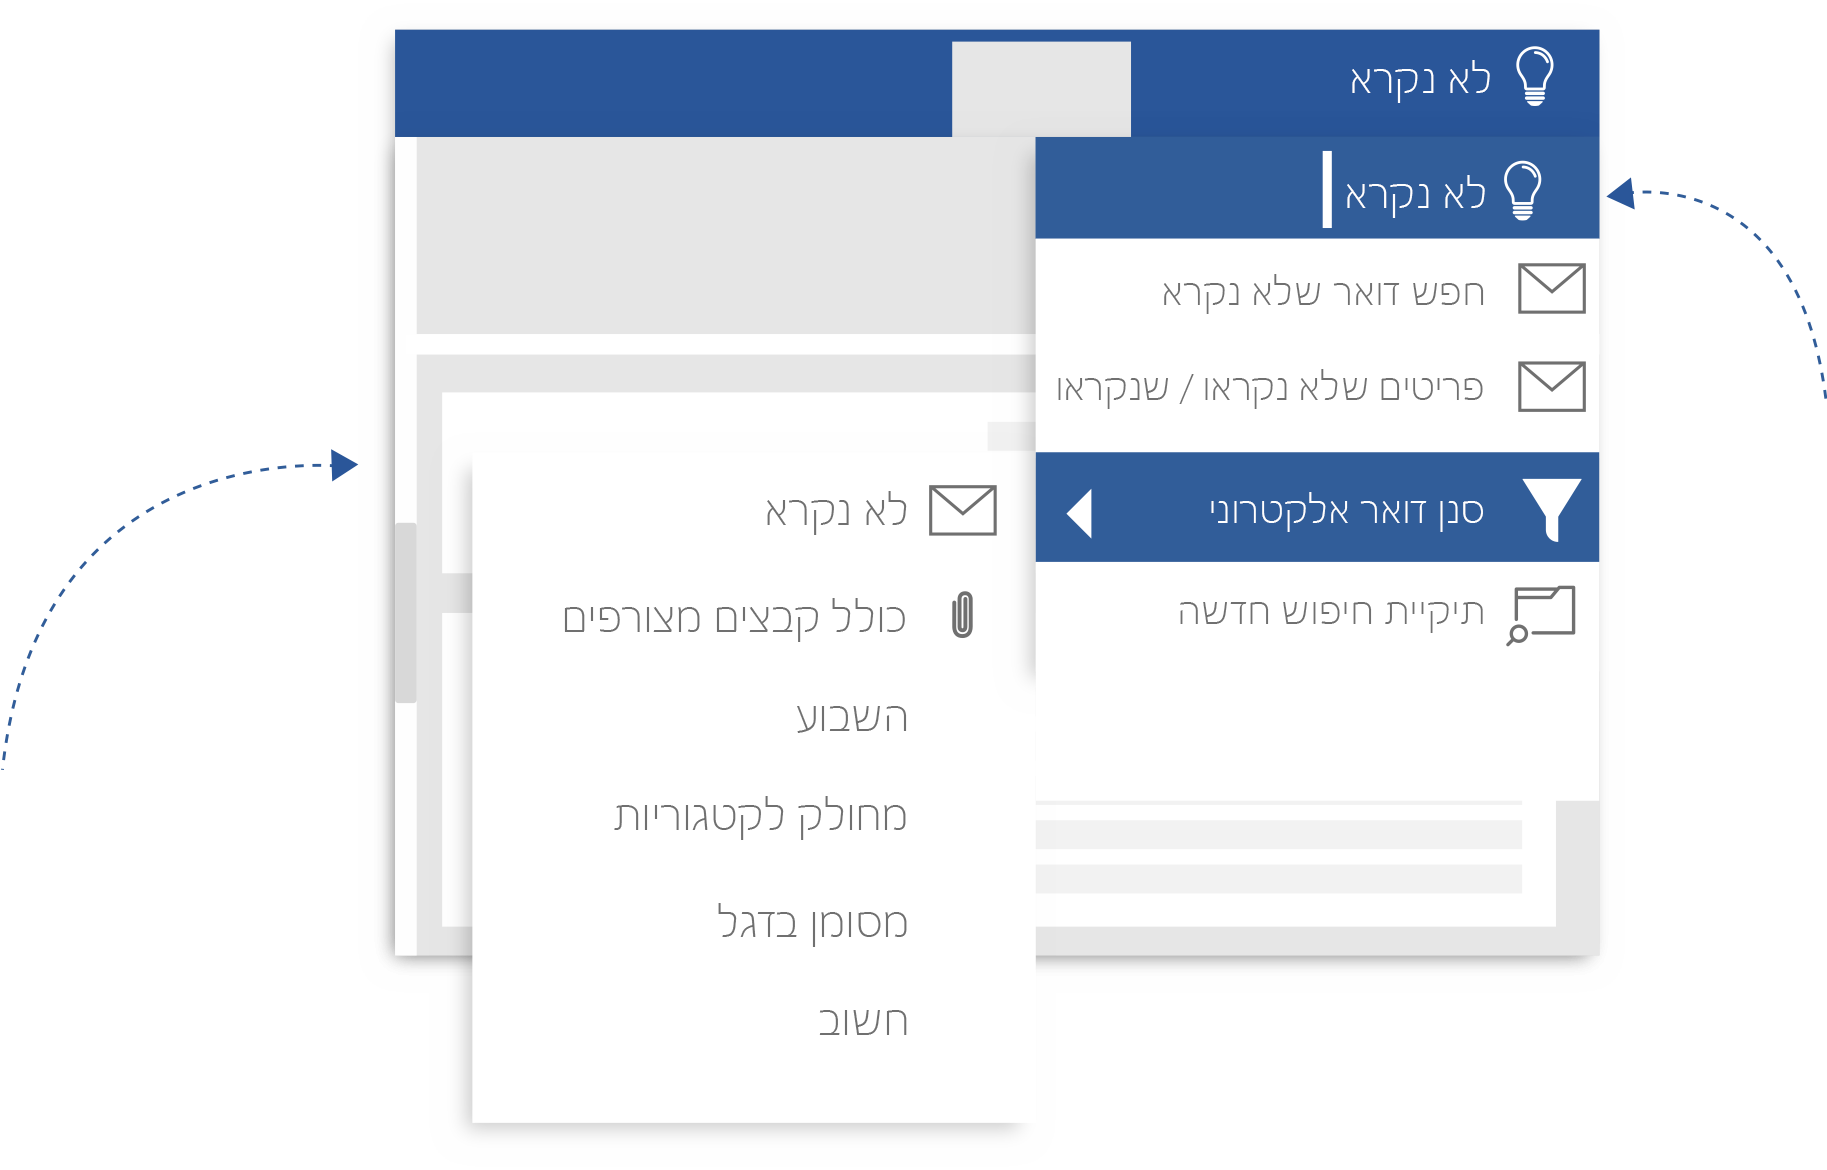 לא נקרא
לא נקרא
חפש דואר שלא נקרא
פריטים שלא נקראו / שנקראו
סנן דואר אלקטרוני
תיקיית חיפוש חדשה
לא נקרא
כולל קבצים מצורפים
השבוע
מחולק לקטגוריות
מסומן בדגל
חשוב